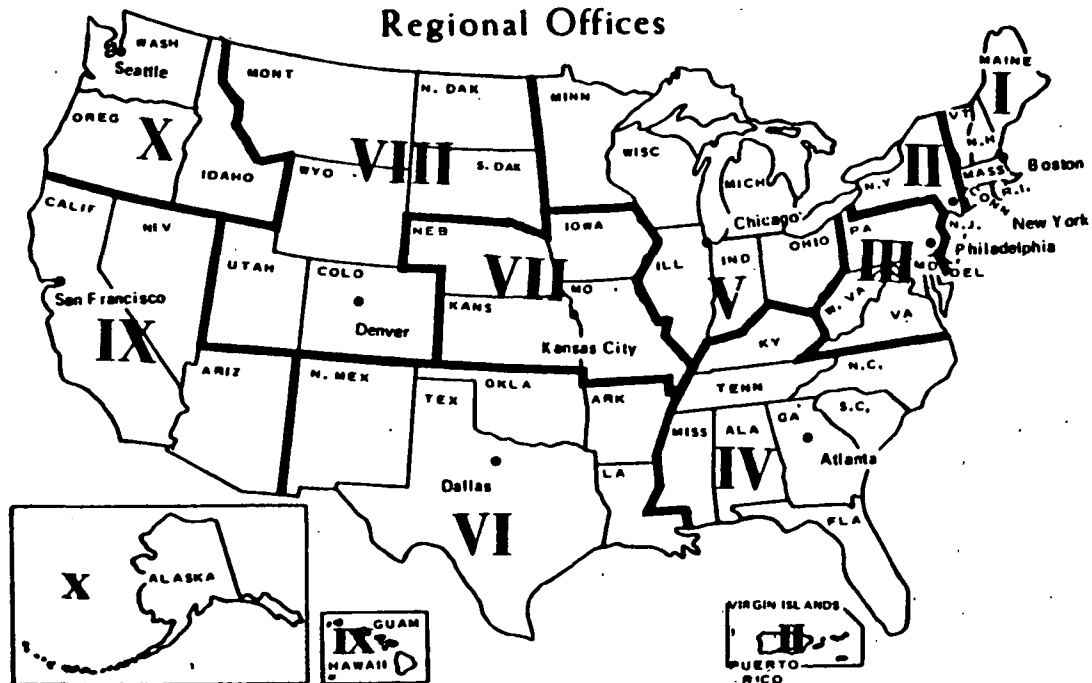 Regional Offices
WASH
Seattle
MONT
N. DAK
MINN
MAINE
I
OREG
X
VIII
VT
N.H
IDAHO
WYO
S. DAK
WISC
MICH
N.Y
II
MASS
Boston
R.I.
CONN
New York
CALIF
NEV
NEB
IOWA
Chicago
OHIO
PA
N.J.
Philadelphia
III
MD
DEL
UTAH
COLO
VII
ILL
IND
V
W. VA
VA
San Francisco
IX
Denver
KANS
MO
Kansas City
KY
ARIZ
N. MEX
OKLA
TENN
N.C.
TEX
ARK
MISS
ALA
GA
S.C.
IV
Atlanta
Dallas
LA
VI
FLA
X
ALASKA
GUAM
IX
HAWAII
VIRGIN ISLANDS
II
PUERTO
RICO